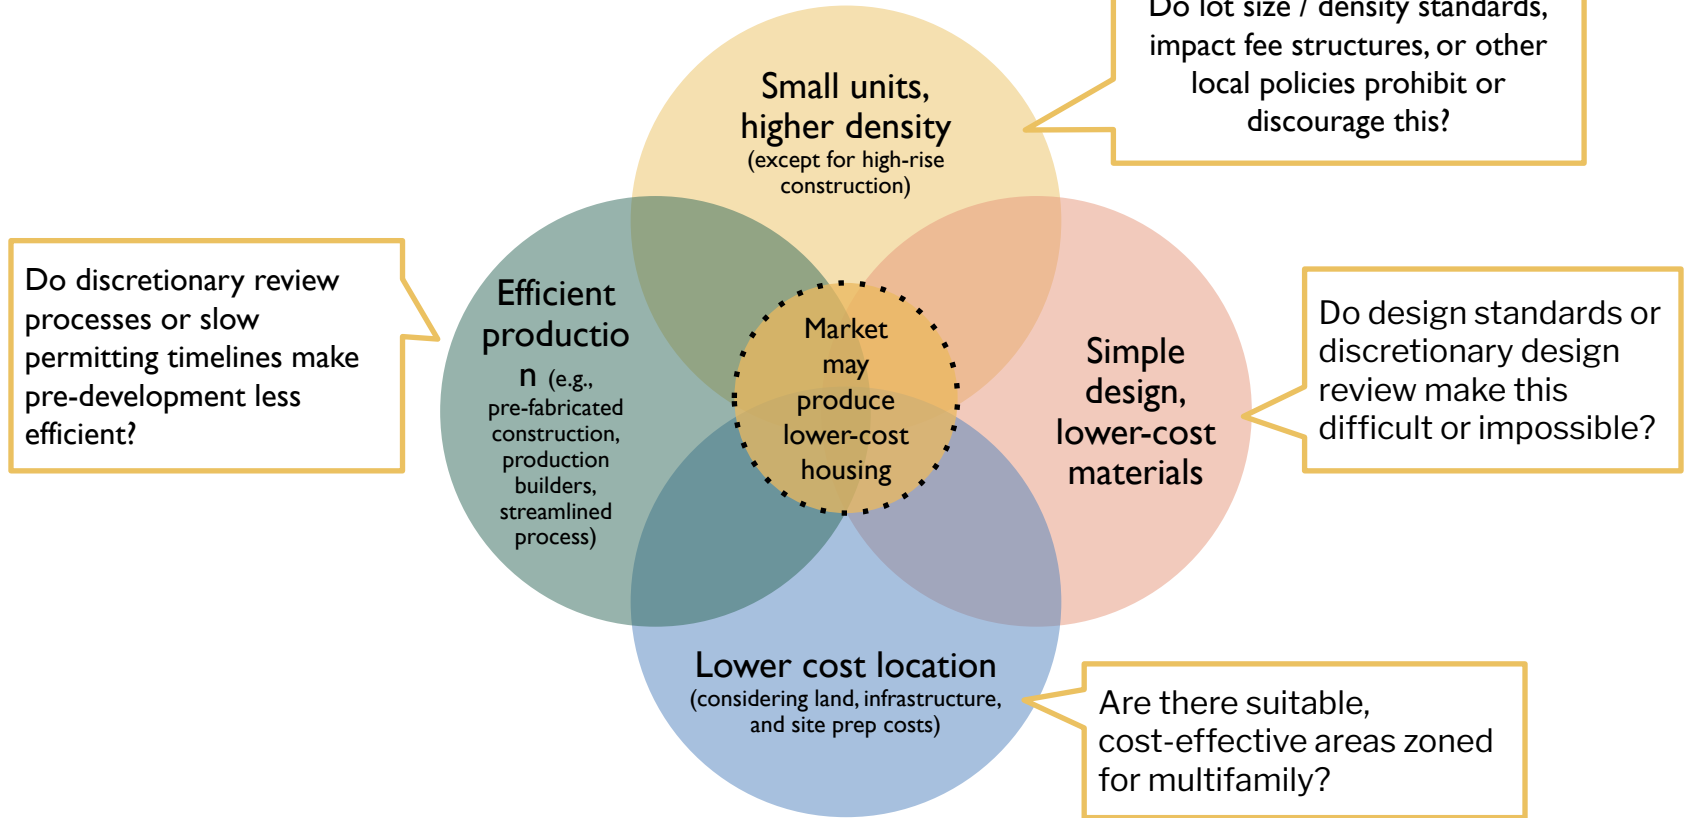 Do lot size / density standards,
impact fee structures, or other
local policies prohibit or
discourage this?
Small units,
higher density
(except for high-rise
construction)
Do discretionary review
processes or slow
permitting timelines make
pre-development less
efficient?
Efficient
productio
n (e.g.,
pre-fabricated
construction,
production
builders,
streamlined
process)
Market
may
produce
lower-cost
housing
Simple
design,
lower-cost
materials
Do design standards or
discretionary design
review make this
difficult or impossible?
Lower cost location
(considering land, infrastructure,
and site prep costs)
Are there suitable,
cost-effective areas zoned
for multifamily?